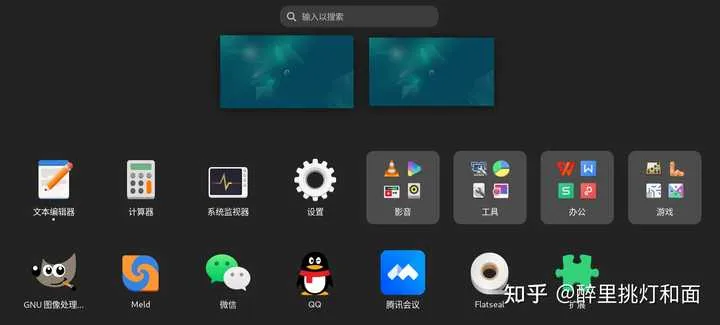 输入以搜索
文本编辑器
计算器
系统监视器
设置
影音
工具
办公
游戏
GNU 图像处理...
Meld
微信
QQ
腾讯会议
Flatseal
扩展
知乎 @醉里挑灯和面